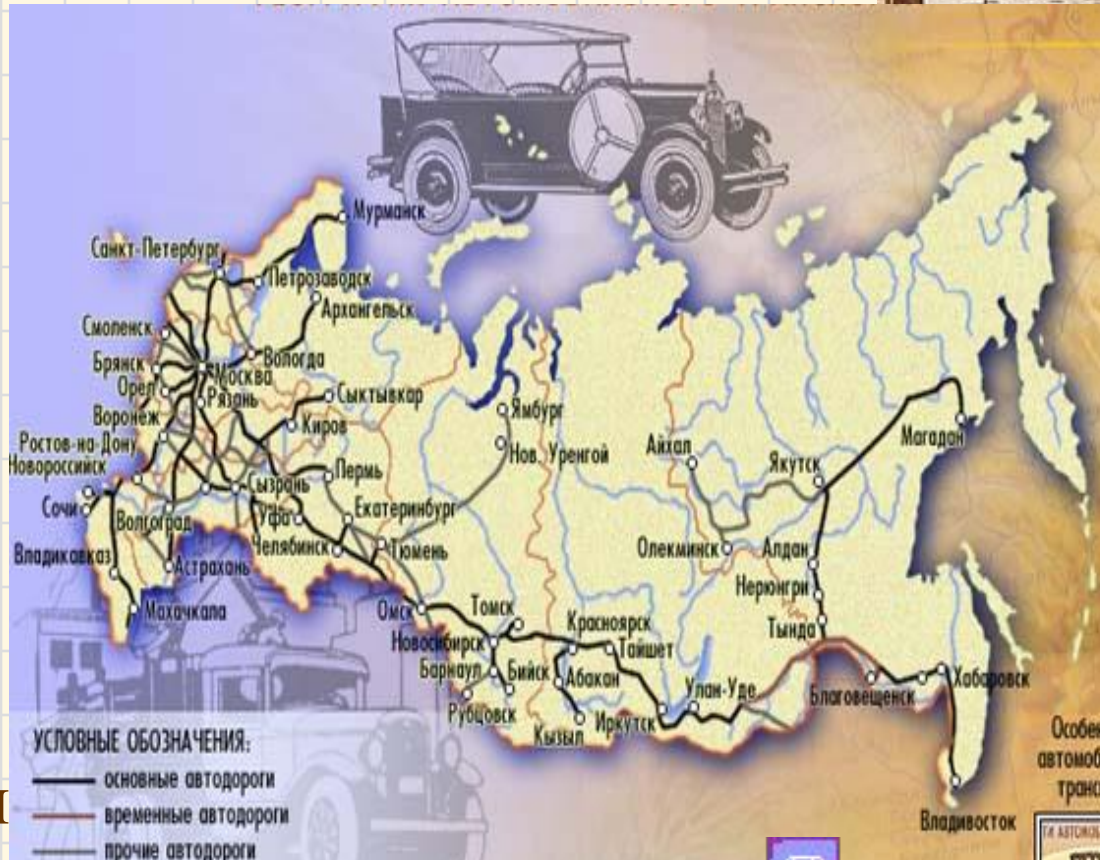 Мурманск
Санкт-Петербург
Петрозаводск
Архангельск
Смоленск
Вологда
Брянск
Москва
Орел
Рязань
Сыктывкар
Воронеж
Киров
Ямбург
Ростов-на-Дону
Новороссийск
Нов. Уренгой
Айхал
Магадан
Якутск
Пермь
Сызрань
Сочи
Волгоград
Уфа
Екатеринбург
Челябинск
Тюмень
Олекминск
Алдан
Владикавказ
Астрахань
Нерюнгри
Махачкала
Омск
Томск
Красноярск
Тында
Новосибирск
Тайшет
Барнаул
Бийск
Абакан
Улан-Уде
Благовещенск
Хабаровск
Рубцовск
Кызыл
Иркутск
Владивосток
УСЛОВНЫЕ ОБОЗНАЧЕНИЯ:
основные автодороги
временные автодороги
прочие автодороги
Особен
автомоб
транс